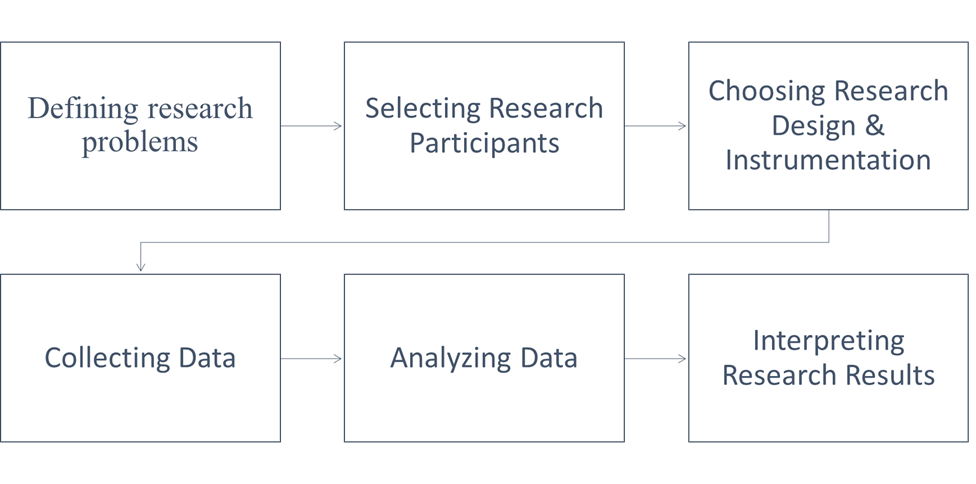 Defining research
problems
Selecting Research
Participants
Choosing Research
Design &
Instrumentation
Collecting Data
Analyzing Data
Interpreting
Research Results